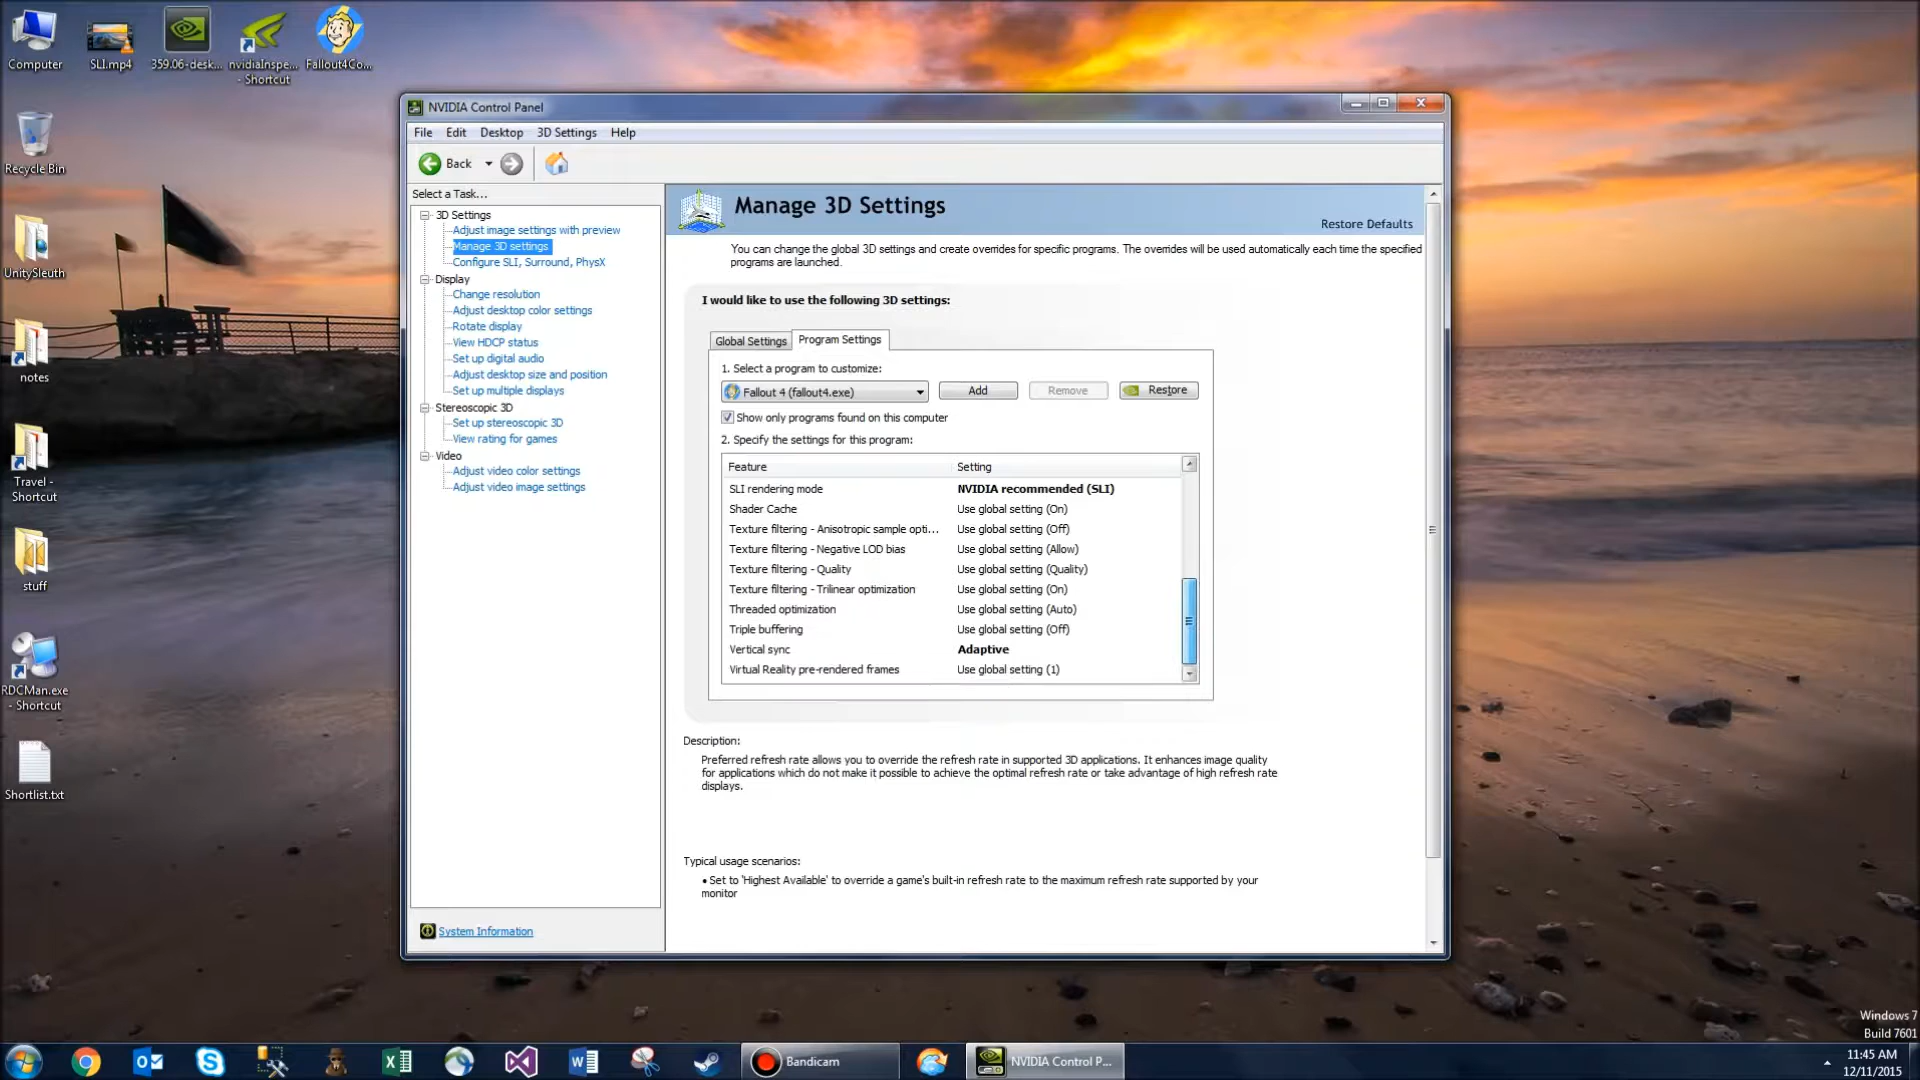 Computer
SLI.mp4
359.06-desk...
nvidiaInspe...
- Shortcut
Fallout4Co...
Recycle Bin
UnitySleuth
notes
Travel -
Shortcut
stuff
RDCMan.exe
- Shortcut
Shortlist.txt
NVIDIA Control Panel
File Edit Desktop 3D Settings Help
Back
Select a Task...
3D Settings
Adjust image settings with preview
Manage 3D settings
Configure SLI, Surround, PhysX
Display
Change resolution
Adjust desktop color settings
Rotate display
View HDCP status
Set up digital audio
Adjust desktop size and position
Set up multiple displays
Stereoscopic 3D
Set up stereoscopic 3D
View rating for games
Video
Adjust video color settings
Adjust video image settings
System Information
Manage 3D Settings
Restore Defaults
You can change the global 3D settings and create overrides for specific programs. The overrides will be used automatically each time the specified
programs are launched.
I would like to use the following 3D settings:
Global Settings Program Settings
1. Select a program to customize:
Fallout 4 (fallout4.exe) Add Remove Restore
Show only programs found on this computer
2. Specify the settings for this program:
Feature Setting
SLI rendering mode NVIDIA recommended (SLI)
Shader Cache Use global setting (On)
Texture filtering - Anisotropic sample opti... Use global setting (Off)
Texture filtering - Negative LOD bias Use global setting (Allow)
Texture filtering - Quality Use global setting (Quality)
Texture filtering - Trilinear optimization Use global setting (On)
Threaded optimization Use global setting (Auto)
Triple buffering Use global setting (Off)
Vertical sync Adaptive
Virtual Reality pre-rendered frames Use global setting (1)
Description:
Preferred refresh rate allows you to override the refresh rate in supported 3D applications. It enhances image quality
for applications which do not make it possible to achieve the optimal refresh rate or take advantage of high refresh rate
displays.
Typical usage scenarios:
• Set to 'Highest Available' to override a game's built-in refresh rate to the maximum refresh rate supported by your
monitor
Windows 7
Build 7601
Bandicam
NVIDIA Control P...
11:45 AM
12/11/2015